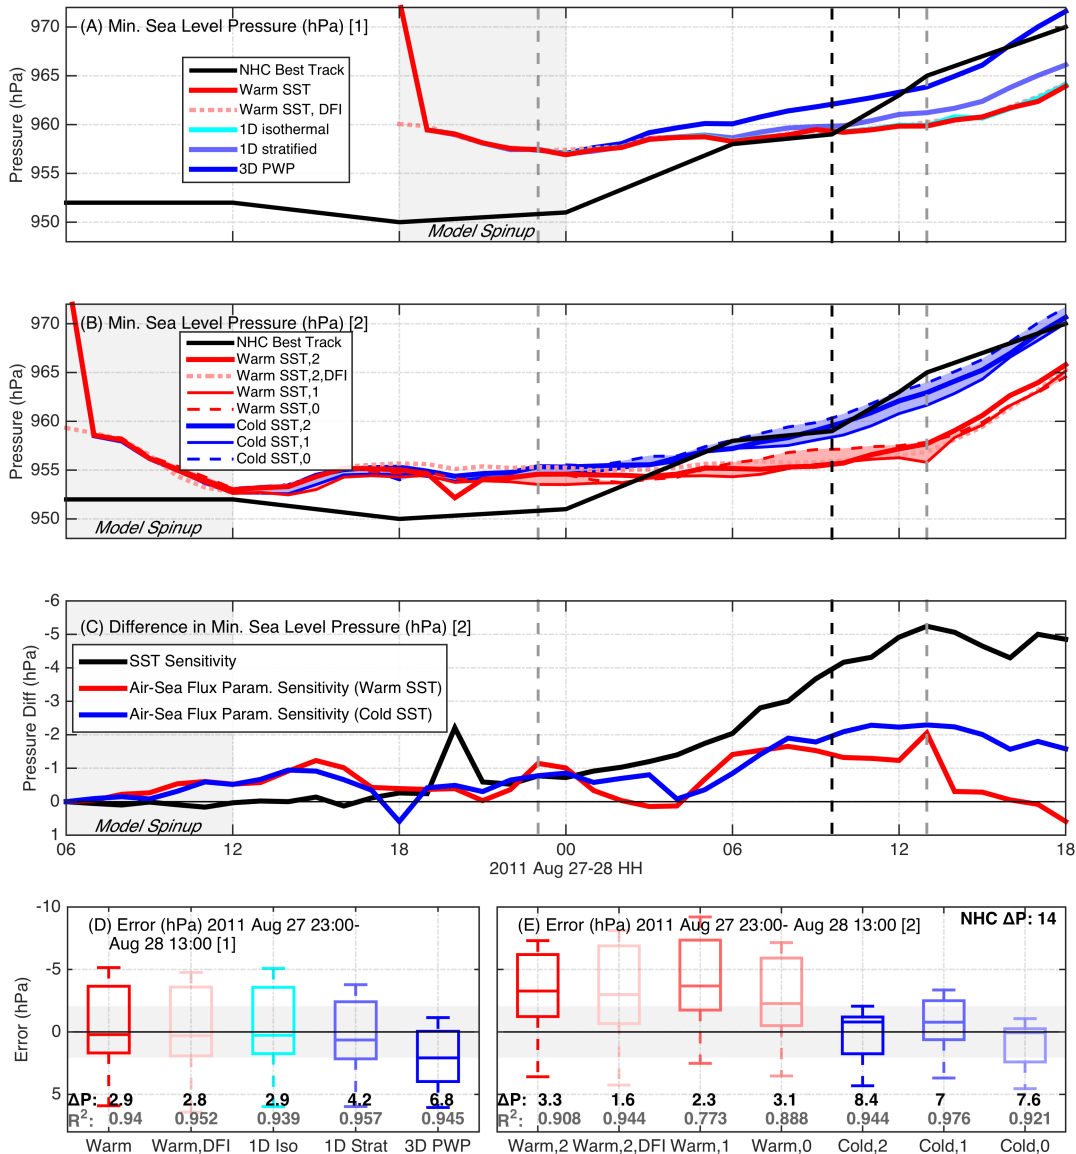 (A) Min. Sea Level Pressure (hPa) [1]
970
965
960
955
950
Pressure (hPa)
NHC Best Track
Warm SST
Warm SST, DFI
1D isothermal
1D stratified
3D PWP
Model Spinup
(B) Min. Sea Level Pressure (hPa) [2]
970
965
960
955
950
Pressure (hPa)
NHC Best Track
Warm SST,2
Warm SST,2,DFI
Warm SST,1
Warm SST,0
Cold SST,2
Cold SST,1
Cold SST,0
Model Spinup
(C) Difference in Min. Sea Level Pressure (hPa) [2]
-6
-5
-4
-3
-2
-1
0
1
Pressure Diff (hPa)
SST Sensitivity
Air-Sea Flux Param. Sensitivity (Warm SST)
Air-Sea Flux Param. Sensitivity (Cold SST)
Model Spinup
06 12 18 00 06 12 18
2011 Aug 27-28 HH
(D) Error (hPa) 2011 Aug 27 23:00-
Aug 28 13:00 [1]
-10
-5
0
5
Error (hPa)
ΔP: 2.9 2.8 2.9 4.2 6.8
R²: 0.94 0.952 0.939 0.957 0.945
Warm Warm,DFI 1D Iso 1D Strat 3D PWP
NHC ΔP: 14
(E) Error (hPa) 2011 Aug 27 23:00- Aug 28 13:00 [2]
ΔP: 3.3 1.6 2.3 3.1 8.4 7 7.6
R²: 0.908 0.944 0.773 0.888 0.944 0.976 0.921
Warm,2 Warm,2,DFI Warm,1 Warm,0 Cold,2 Cold,1 Cold,0